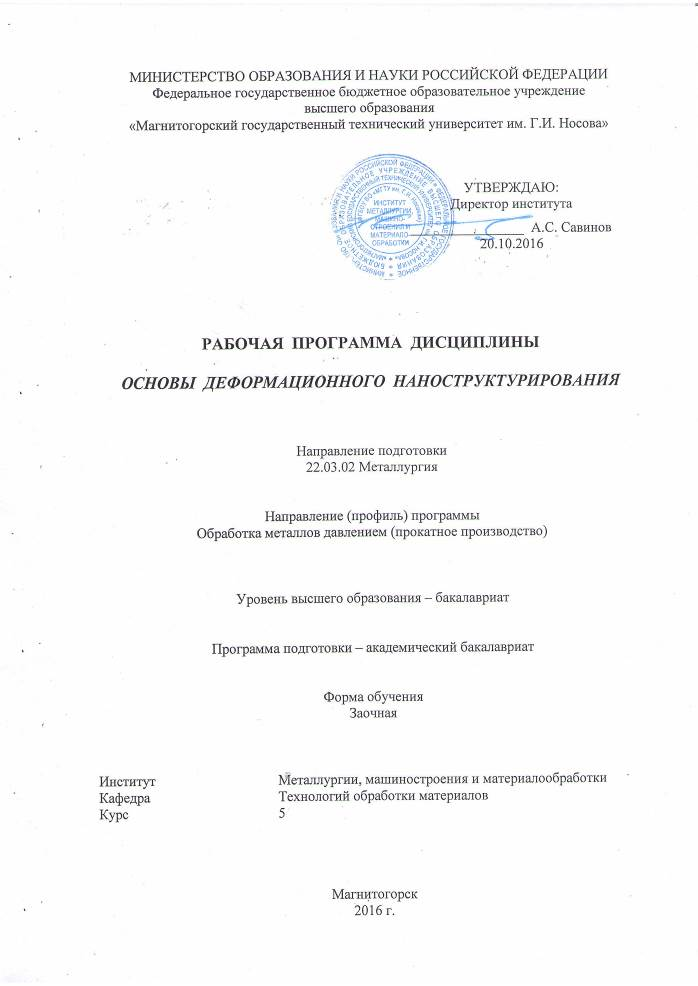 МИНИСТЕРСТВО ОБРАЗОВАНИЯ И НАУКИ РОССИЙСКОЙ ФЕДЕРАЦИИ
Федеральное государственное бюджетное образовательное учреждение
высшего образования
«Магнитогорский государственный технический университет им. Г.И. Носова»
УТВЕРЖДАЮ:
Директор института
А.С. Савинов
20.10.2016
ИНСТИТУТ
МЕТАЛЛУРГИИ,
МАШИНО-
СТРОЕНИЯ И
МАТЕРИАЛО-
ОБРАБОТКИ
РАБОЧАЯ ПРОГРАММА ДИСЦИПЛИНЫ
ОСНОВЫ ДЕФОРМАЦИОННОГО НАНОСТРУКТУРИРОВАНИЯ
Направление подготовки
22.03.02 Металлургия
Направление (профиль) программы
Обработка металлов давлением (прокатное производство)
Уровень высшего образования – бакалавриат
Программа подготовки – академический бакалавриат
Форма обучения
Заочная
Институт Металлургии, машиностроения и материалообработки
Кафедра Технологий обработки материалов
Курс 5
Магнитогорск
2016 г.